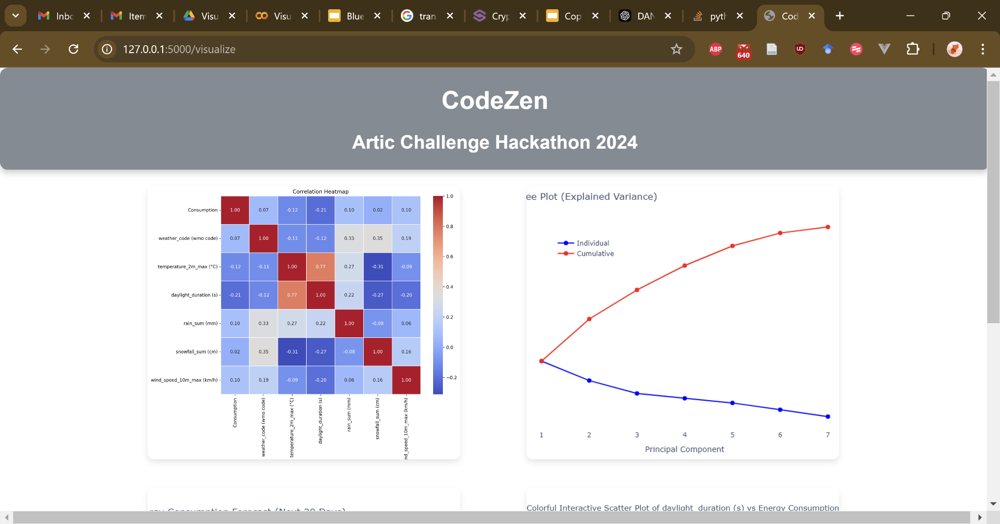 Inbc
Item
Visu
Visu
Blue
tran
Cryp
Cop
DAN
pyth
Cod
127.0.0.1:5000/visualize
ABP
640
CodeZen
Artic Challenge Hackathon 2024
Correlation Heatmap
Consumption 1.00 0.07 -0.12 -0.21 0.10 0.02 0.10
weather_code (wmo code) 0.07 1.00 -0.11 -0.12 0.33 0.35 0.19
temperature_2m_max (°C) -0.12 -0.11 1.00 0.77 0.27 -0.31 -0.09
daylight_duration (s) -0.21 -0.12 0.77 1.00 0.22 -0.27 -0.20
rain_sum (mm) 0.10 0.33 0.27 0.22 1.00 -0.08 0.06
snowfall_sum (cm) 0.02 0.35 -0.31 -0.27 -0.08 1.00 0.16
wind_speed_10m_max (km/h) 0.10 0.19 -0.09 -0.20 0.06 0.16 1.00
Consumption
weather_code (wmo code)
temperature_2m_max (°C)
daylight_duration (s)
rain_sum (mm)
snowfall_sum (cm)
nd_speed_10m_max (km/h)
1.0
0.8
0.6
0.4
0.2
0.0
−0.2
ee Plot (Explained Variance)
Individual
Cumulative
1 2 3 4 5 6 7
Principal Component
rgy Consumption Forecast (Next 30 Days)
Colorful Interactive Scatter Plot of daylight_duration (s) vs Energy Consumption